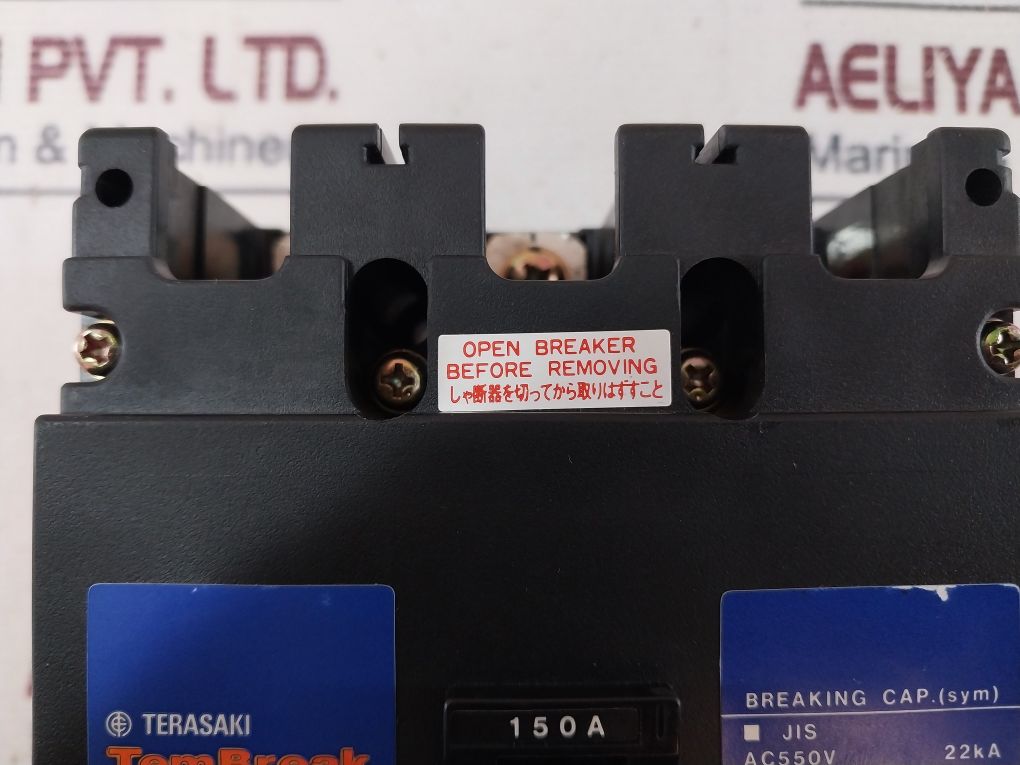 PVT. LTD.
AELIYA
&
OPEN BREAKER
BEFORE REMOVING
しゃ断器を切ってから取りはずすこと
TERASAKI
TemBreak
150A
BREAKING CAP.(sym)
JIS
AC550V 22kA